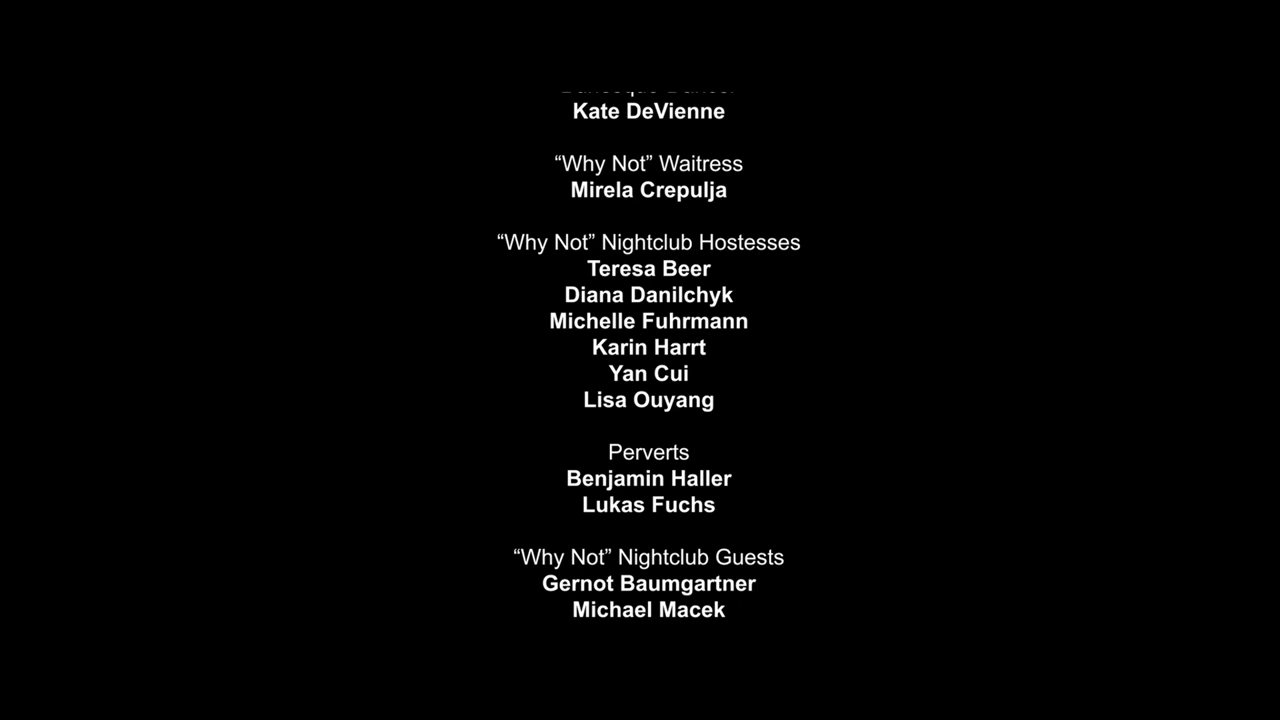 Kate DeVienne
“Why Not” Waitress
Mirela Crepulja
“Why Not” Nightclub Hostesses
Teresa Beer
Diana Danilchyk
Michelle Fuhrmann
Karin Harrt
Yan Cui
Lisa Ouyang
Perverts
Benjamin Haller
Lukas Fuchs
“Why Not” Nightclub Guests
Gernot Baumgartner
Michael Macek